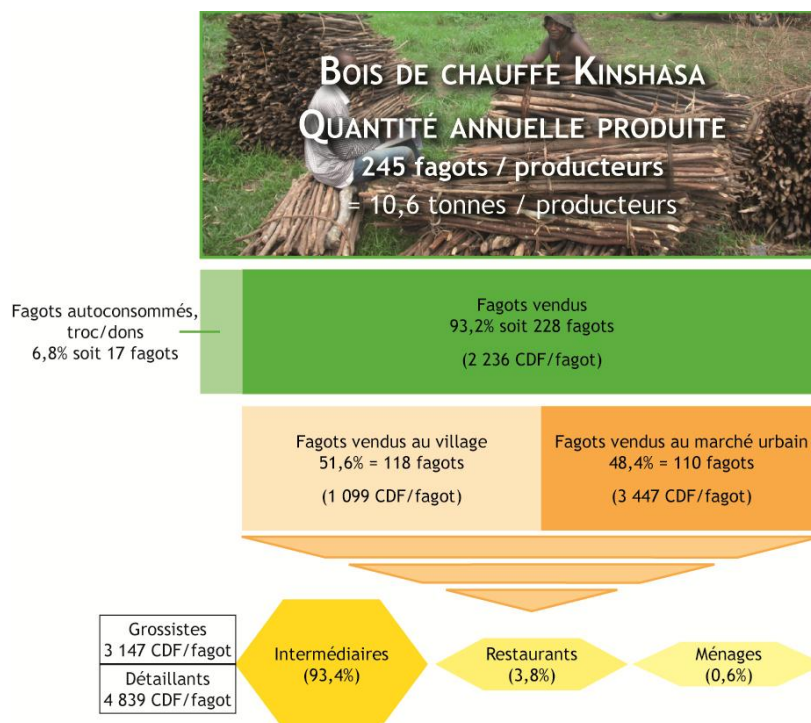 BOIS DE CHAUFFE KINSHASA
QUANTITÉ ANNUELLE PRODUITE
245 fagots / producteurs
= 10,6 tonnes / producteurs
Fagots autoconsommés,
troc/dons
6,8% soit 17 fagots
Fagots vendus
93,2% soit 228 fagots
(2 236 CDF/fagot)
Fagots vendus au village
51,6% = 118 fagots
(1 099 CDF/fagot)
Fagots vendus au marché urbain
48,4% = 110 fagots
(3 447 CDF/fagot)
Grossistes
3 147 CDF/fagot
Détaillants
4 839 CDF/fagot
Intermédiaires
(93,4%)
Restaurants
(3,8%)
Ménages
(0,6%)